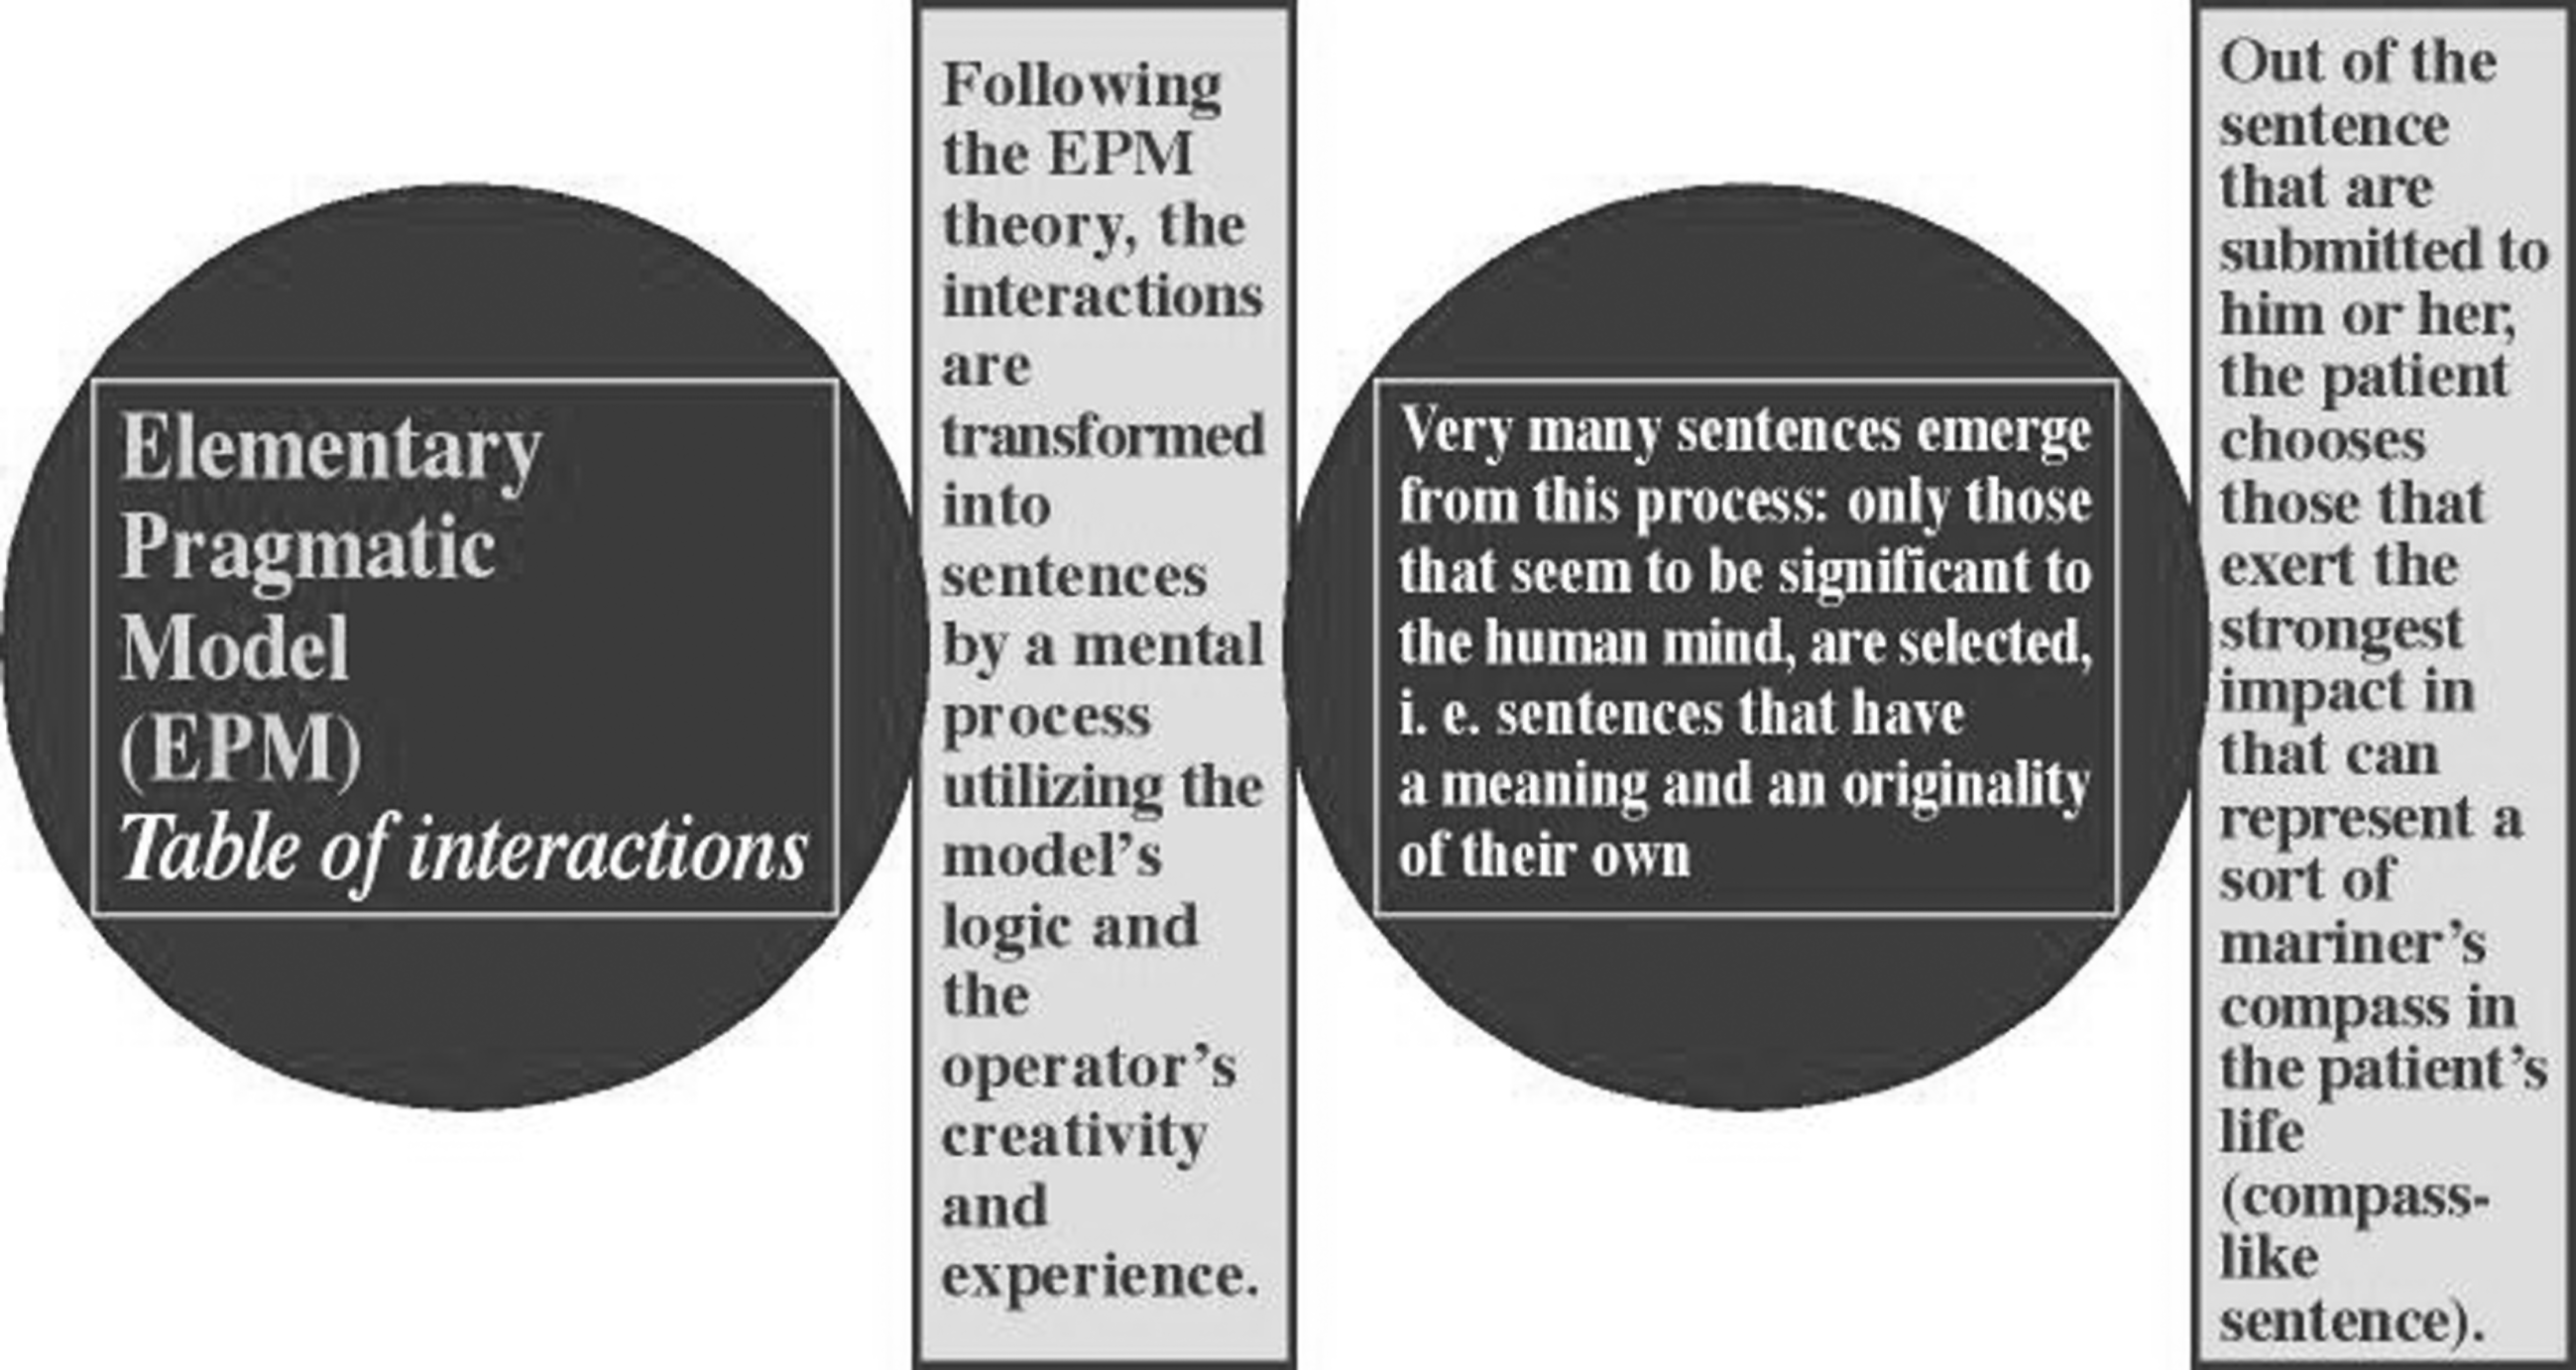 Elementary
Pragmatic
Model
(EPM)
Table of interactions
Following
the EPM
theory, the
interactions
are
transformed
into
sentences
by a mental
process
utilizing the
model's
logic and
the
operator's
creativity
and
experience.
Very many sentences emerge
from this process: only those
that seem to be significant to
the human mind, are selected,
i. e. sentences that have
a meaning and an originality
of their own
Out of the
sentence
that are
submitted to
him or her,
the patient
chooses
those that
exert the
strongest
impact in
that can
represent a
sort of
mariner's
compass in
the patient's
life
(compass-
like
sentence).